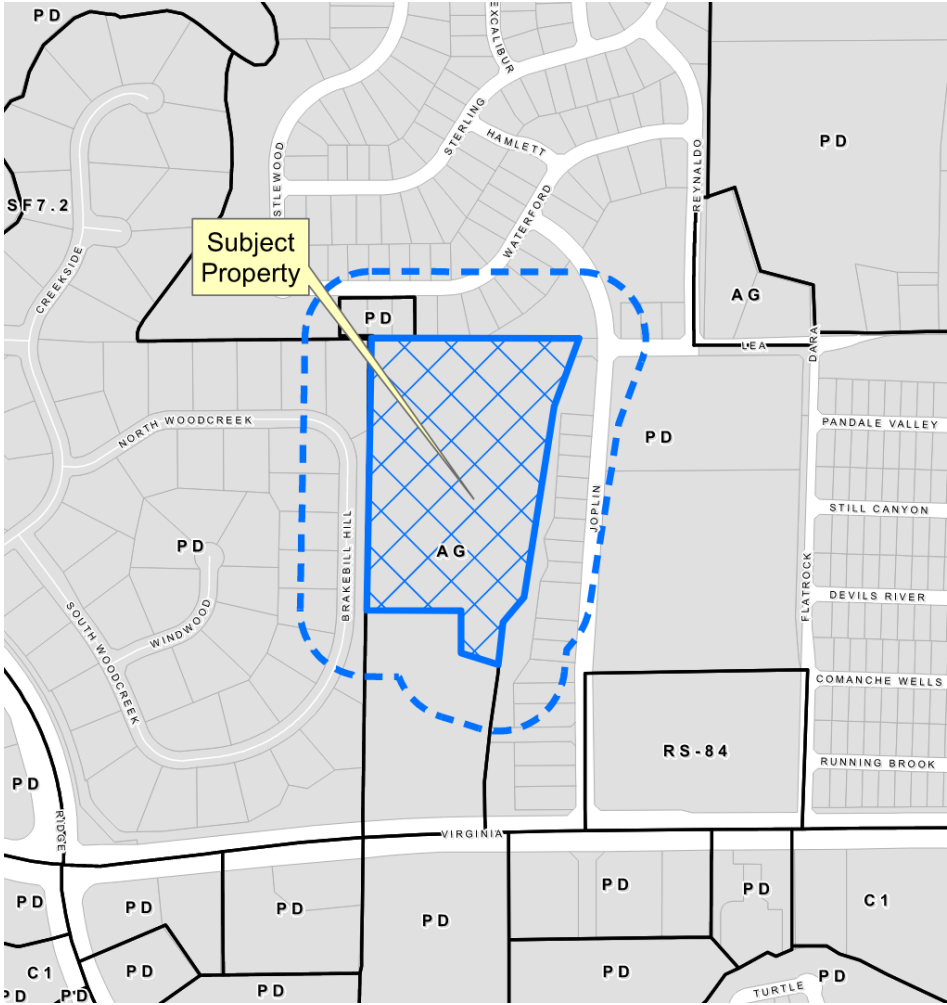 PD
EXCALIBUR
STERLING
HAMLETT
STLEWOOD
REYNALDO
PD
SF7.2
WATERFORD
Subject
Property
CREEKSIDE
AG
PD
LEA
DARA
NORTH WOODCREEK
PANDALE VALLEY
PD
JOPLIN
STILL CANYON
PD
AG
BRAKEBILL HILL
FLATROCK
DEVILS RIVER
WINDWOOD
SOUTH WOODCREEK
COMANCHE WELLS
RS-84
RUNNING BROOK
PD
RIDGE
VIRGINIA
PD
PD
PD
PD
PD
PD
C1
C1
PD
PD
PD
PD
PD
PD
TURTLE